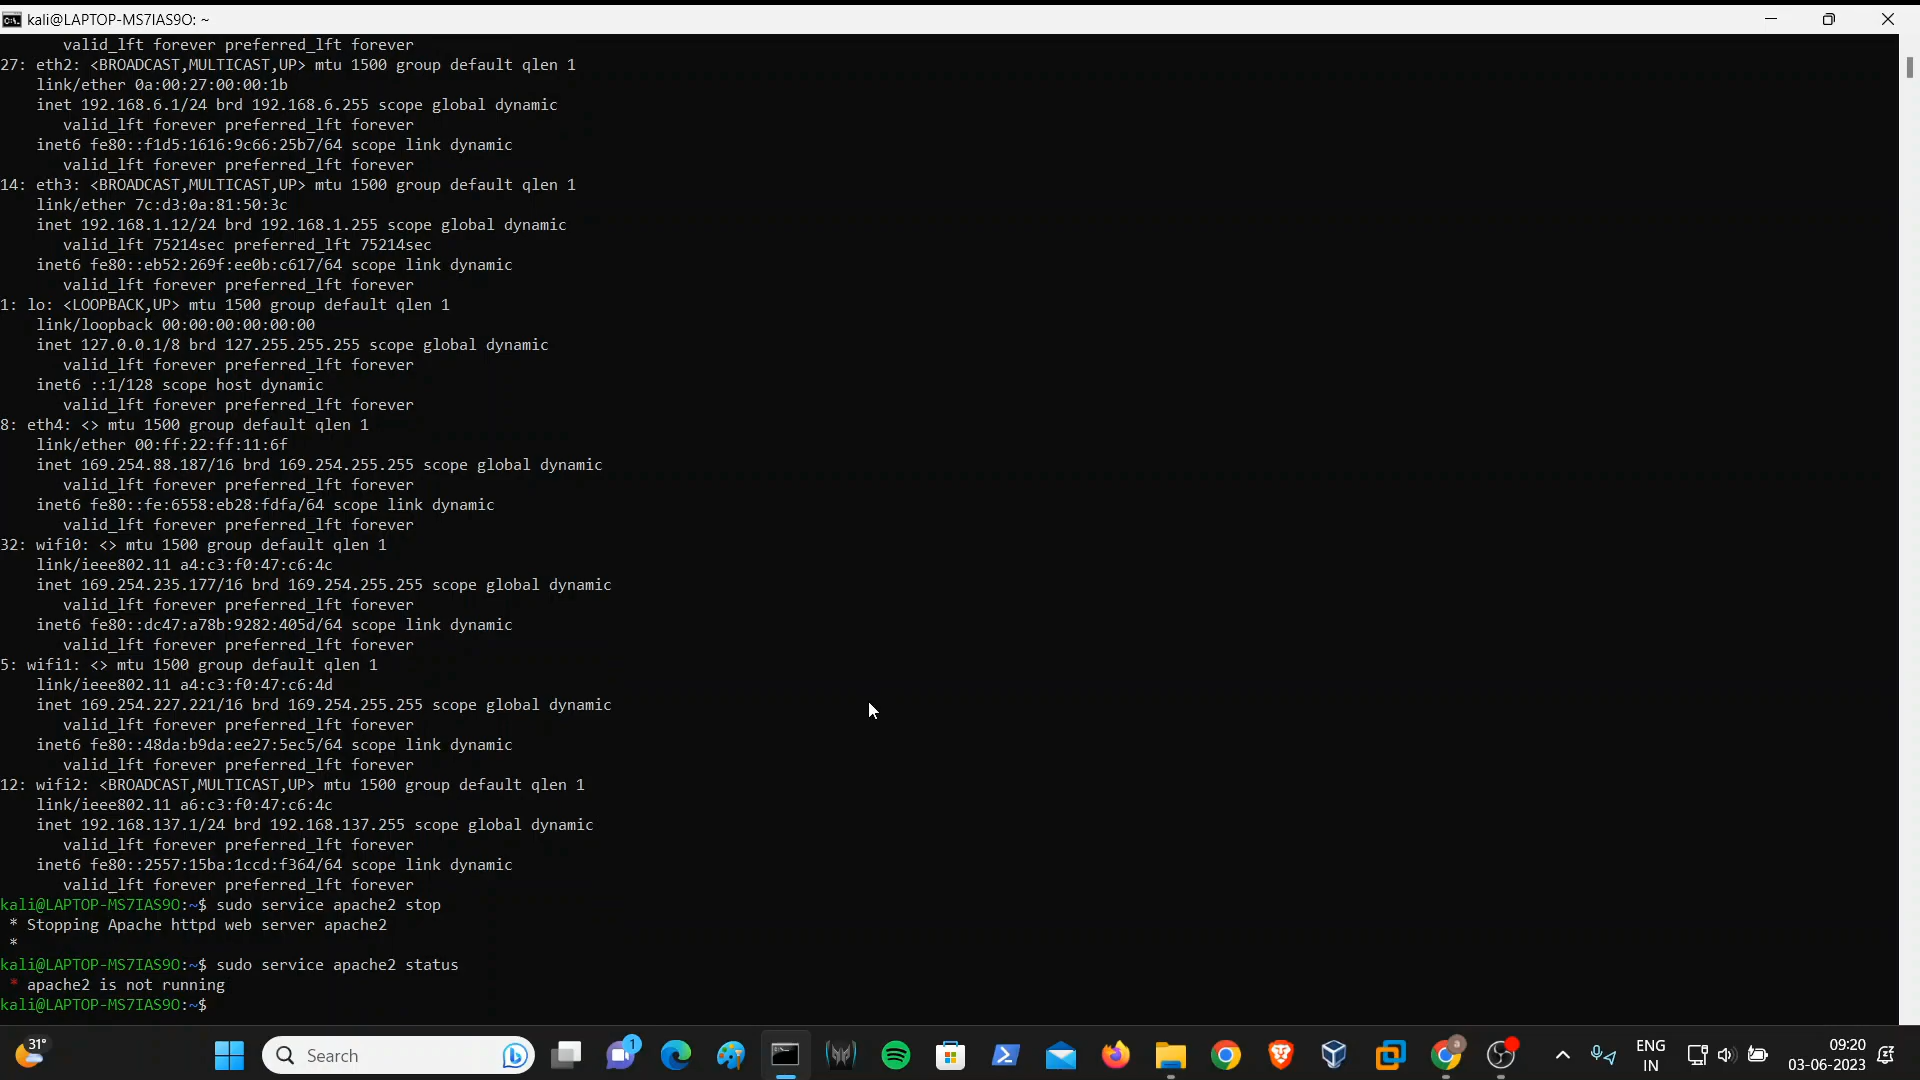 kali@LAPTOP-MS7IAS9O: ~
valid_lft forever preferred_lft forever
27: eth2: <BROADCAST,MULTICAST,UP> mtu 1500 group default qlen 1
link/ether 0a:00:27:00:00:1b
inet 192.168.6.1/24 brd 192.168.6.255 scope global dynamic
valid_lft forever preferred_lft forever
inet6 fe80::f1d5:1616:9c66:25b7/64 scope link dynamic
valid_lft forever preferred_lft forever
14: eth3: <BROADCAST,MULTICAST,UP> mtu 1500 group default qlen 1
link/ether 7c:d3:0a:81:50:3c
inet 192.168.1.12/24 brd 192.168.1.255 scope global dynamic
valid_lft 75214sec preferred_lft 75214sec
inet6 fe80::eb52:269f:ee0b:c617/64 scope link dynamic
valid_lft forever preferred_lft forever
1: lo: <LOOPBACK,UP> mtu 1500 group default qlen 1
link/loopback 00:00:00:00:00:00
inet 127.0.0.1/8 brd 127.255.255.255 scope global dynamic
valid_lft forever preferred_lft forever
inet6 ::1/128 scope host dynamic
valid_lft forever preferred_lft forever
8: eth4: <> mtu 1500 group default qlen 1
link/ether 00:ff:22:ff:11:6f
inet 169.254.88.187/16 brd 169.254.255.255 scope global dynamic
valid_lft forever preferred_lft forever
inet6 fe80::fe:6558:eb28:fdfa/64 scope link dynamic
valid_lft forever preferred_lft forever
32: wifi0: <> mtu 1500 group default qlen 1
link/ieee802.11 a4:c3:f0:47:c6:4c
inet 169.254.235.177/16 brd 169.254.255.255 scope global dynamic
valid_lft forever preferred_lft forever
inet6 fe80::dc47:a78b:9282:405d/64 scope link dynamic
valid_lft forever preferred_lft forever
5: wifi1: <> mtu 1500 group default qlen 1
link/ieee802.11 a4:c3:f0:47:c6:4d
inet 169.254.227.221/16 brd 169.254.255.255 scope global dynamic
valid_lft forever preferred_lft forever
inet6 fe80::48da:b9da:ee27:5ec5/64 scope link dynamic
valid_lft forever preferred_lft forever
12: wifi2: <BROADCAST,MULTICAST,UP> mtu 1500 group default qlen 1
link/ieee802.11 a6:c3:f0:47:c6:4c
inet 192.168.137.1/24 brd 192.168.137.255 scope global dynamic
valid_lft forever preferred_lft forever
inet6 fe80::2557:15ba:1ccd:f364/64 scope link dynamic
valid_lft forever preferred_lft forever
kali@LAPTOP-MS7IAS9O:~$ sudo service apache2 stop
* Stopping Apache httpd web server apache2
*
kali@LAPTOP-MS7IAS9O:~$ sudo service apache2 status
* apache2 is not running
kali@LAPTOP-MS7IAS9O:~$
31°
Search
1
a
ENG
IN
09:20
03-06-2023